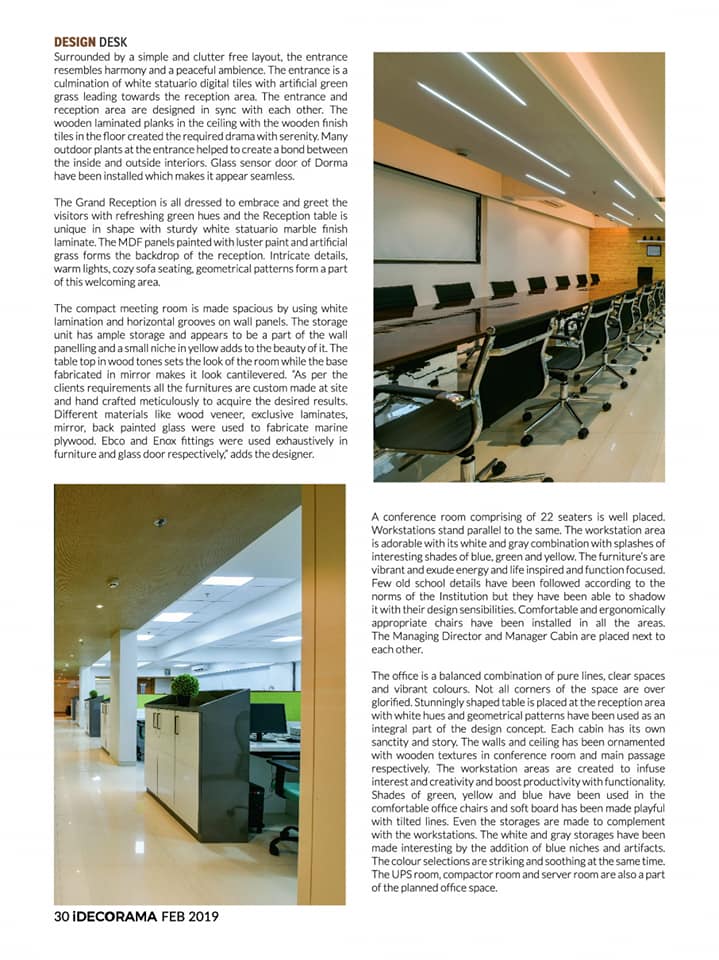 DESIGN DESK
Surrounded by a simple and clutter free layout, the entrance
resembles harmony and a peaceful ambience. The entrance is a
culmination of white statuario digital tiles with artificial green
grass leading towards the reception area. The entrance and
reception area are designed in sync with each other. The
wooden laminated planks in the ceiling with the wooden finish
tiles in the floor created the required drama with serenity. Many
outdoor plants at the entrance helped to create a bond between
the inside and outside interiors. Glass sensor door of Dorma
have been installed which makes it appear seamless.
The Grand Reception is all dressed to embrace and greet the
visitors with refreshing green hues and the Reception table is
unique in shape with sturdy white statuario marble finish
laminate. The MDF panels painted with luster paint and artificial
grass forms the backdrop of the reception. Intricate details,
warm lights, cozy sofa seating, geometrical patterns form a part
of this welcoming area.
The compact meeting room is made spacious by using white
lamination and horizontal grooves on wall panels. The storage
unit has ample storage and appears to be a part of the wall
panelling and a small niche in yellow adds to the beauty of it. The
table top in wood tones sets the look of the room while the base
fabricated in mirror makes it look cantilevered. “As per the
clients requirements all the furnitures are custom made at site
and hand crafted meticulously to acquire the desired results.
Different materials like wood veneer, exclusive laminates,
mirror, back painted glass were used to fabricate marine
plywood. Ebco and Enox fittings were used exhaustively in
furniture and glass door respectively,” adds the designer.
A conference room comprising of 22 seaters is well placed.
Workstations stand parallel to the same. The workstation area
is adorable with its white and gray combination with splashes of
interesting shades of blue, green and yellow. The furniture's are
vibrant and exude energy and life inspired and function focused.
Few old school details have been followed according to the
norms of the Institution but they have been able to shadow
it with their design sensibilities. Comfortable and ergonomically
appropriate chairs have been installed in all the areas.
The Managing Director and Manager Cabin are placed next to
each other.
The office is a balanced combination of pure lines, clear spaces
and vibrant colours. Not all corners of the space are over
glorified. Stunningly shaped table is placed at the reception area
with white hues and geometrical patterns have been used as an
integral part of the design concept. Each cabin has its own
sanctity and story. The walls and ceiling has been ornamented
with wooden textures in conference room and main passage
respectively. The workstation areas are created to infuse
interest and creativity and boost productivity with functionality.
Shades of green, yellow and blue have been used in the
comfortable office chairs and soft board has been made playful
with tilted lines. Even the storages are made to complement
with the workstations. The white and gray storages have been
made interesting by the addition of blue niches and artifacts.
The colour selections are striking and soothing at the same time.
The UPS room, compactor room and server room are also a part
of the planned office space.
30 iDECORAMA FEB 2019